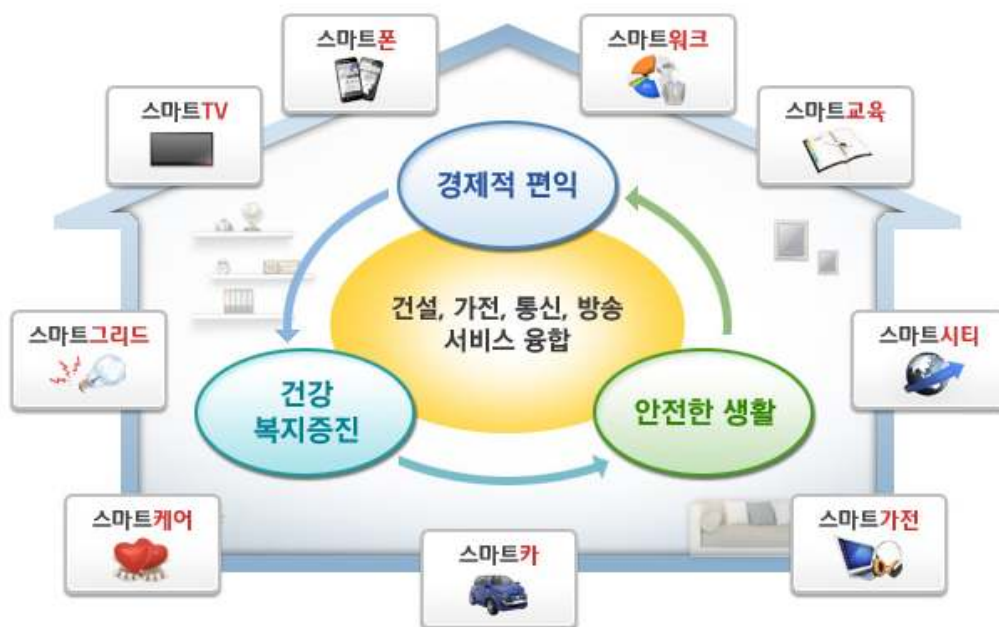 스마트폰
스마트워크
스마트TV
스마트교육
경제적 편익
건설, 가전, 통신, 방송
서비스 융합
스마트그리드
스마트시티
건강
복지증진
안전한 생활
스마트케어
스마트카
스마트가전